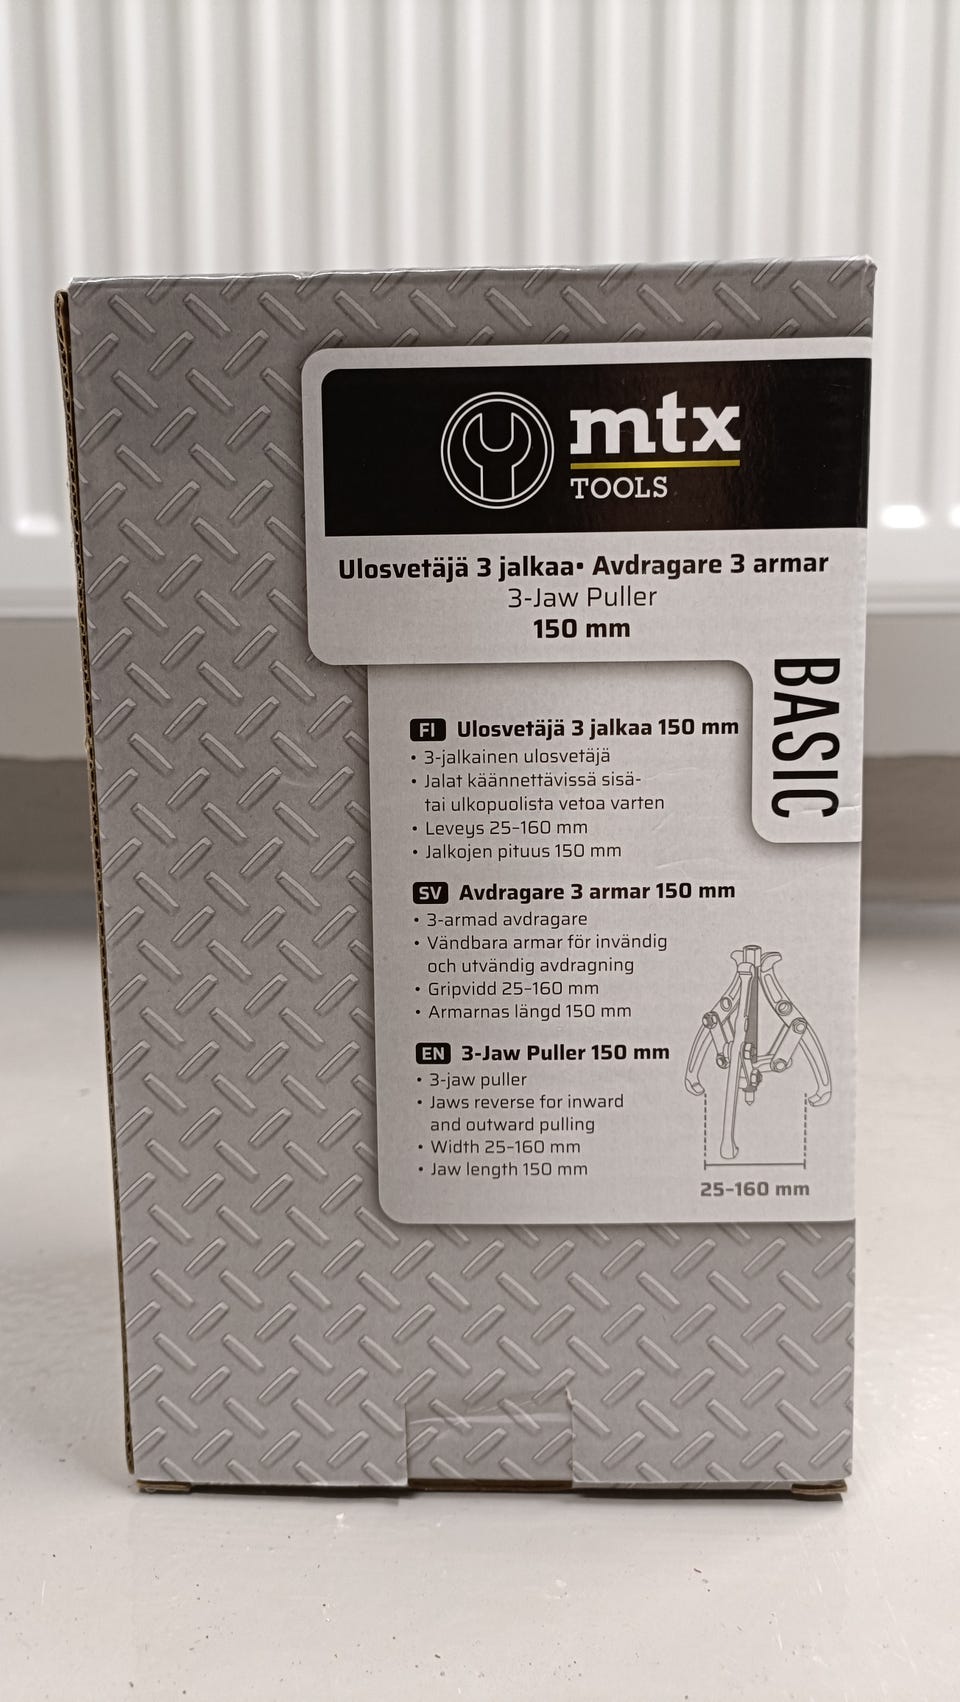 mtx
TOOLS
Ulosvetäjä 3 jalkaa• Avdragare 3 armar
3-Jaw Puller
150 mm
BASIC
FI Ulosvetäjä 3 jalkaa 150 mm
• 3-jalkainen ulosvetäjä
• Jalat käännettävissä sisä-
tai ulkopuolista vetoa varten
• Leveys 25–160 mm
• Jalkojen pituus 150 mm
SV Avdragare 3 armar 150 mm
• 3-armad avdragare
• Vändbara armar för invändig
och utvändig avdragning
• Gripvidd 25–160 mm
• Armarnas längd 150 mm
EN 3-Jaw Puller 150 mm
• 3-jaw puller
• Jaws reverse for inward
and outward pulling
• Width 25–160 mm
• Jaw length 150 mm
25–160 mm